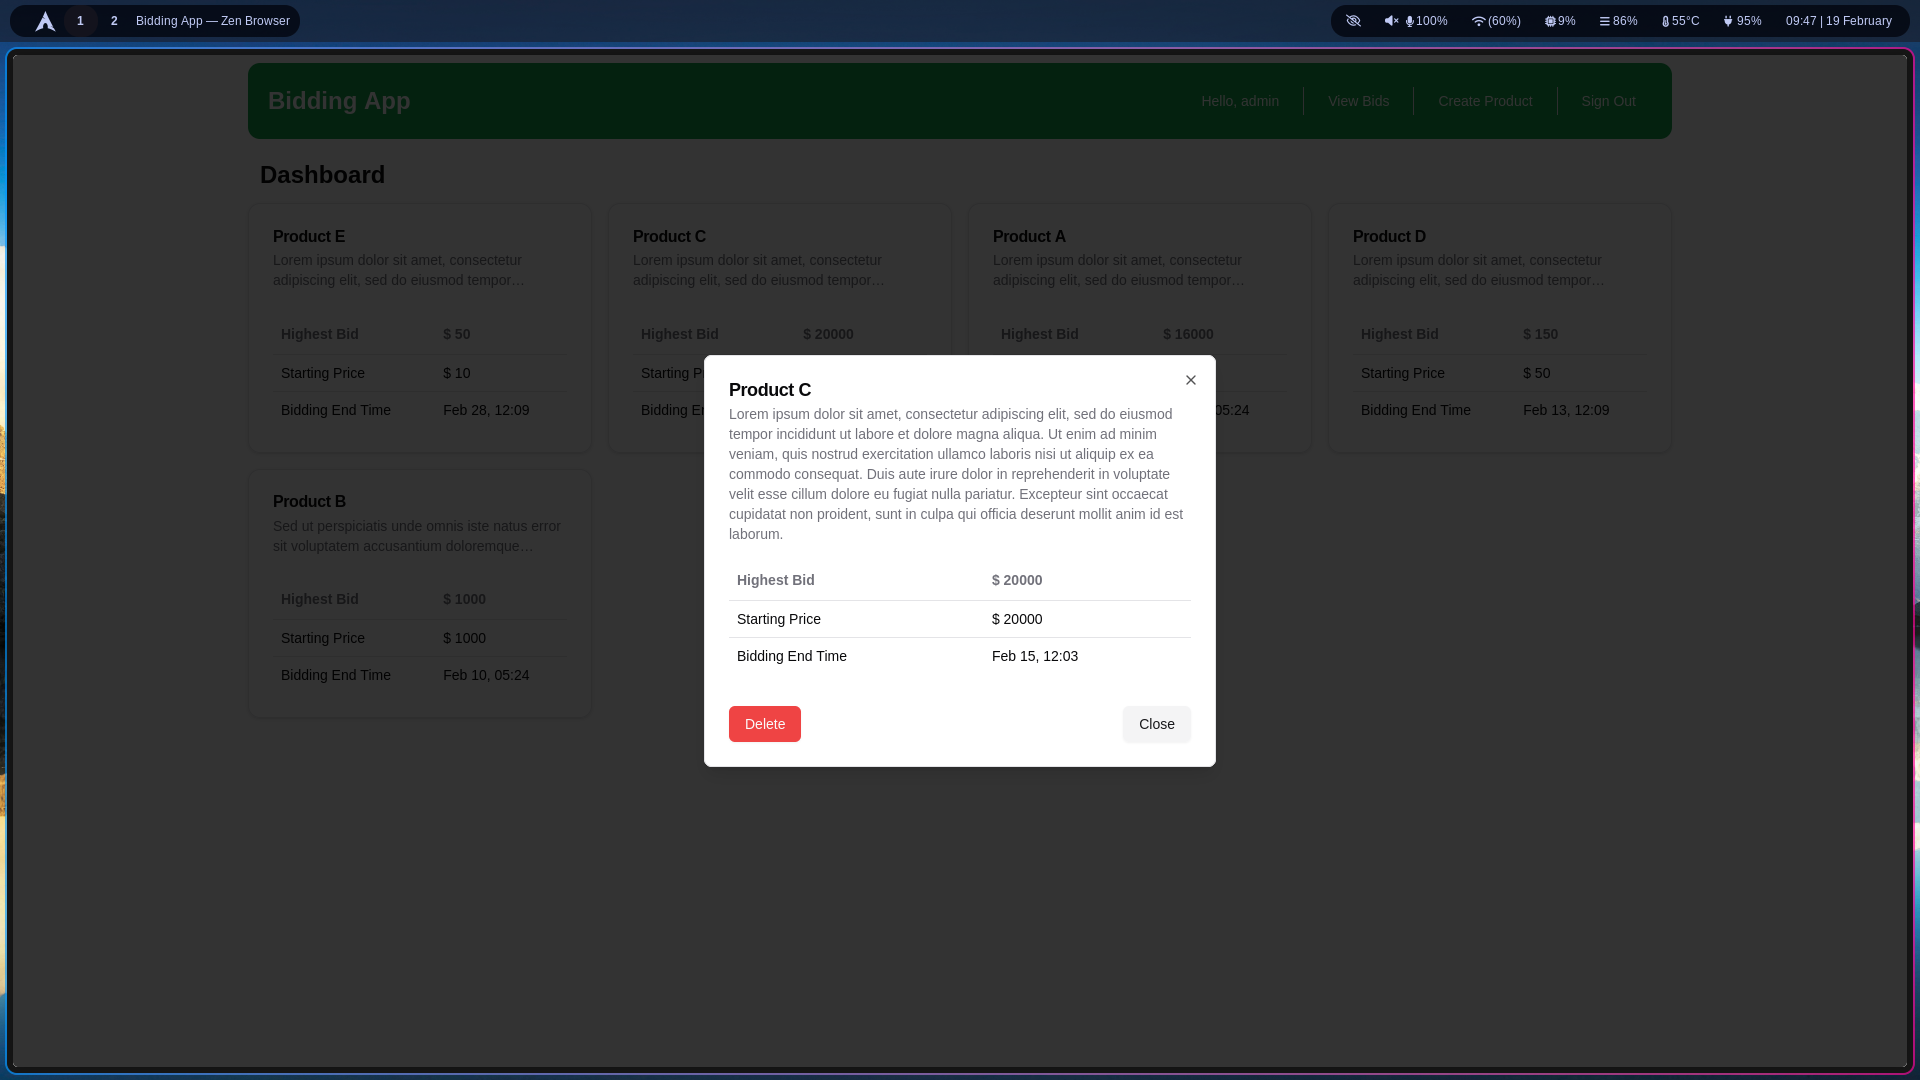 1 2 Bidding App — Zen Browser
100% (60%) 9% 86% 55°C 95% 09:47 | 19 February
Bidding App
Hello, admin View Bids Create Product Sign Out
Dashboard
Product E
Lorem ipsum dolor sit amet, consectetur
adipiscing elit, sed do eiusmod tempor…
Highest Bid $ 50
Starting Price $ 10
Bidding End Time Feb 28, 12:09
Product C
Lorem ipsum dolor sit amet, consectetur
adipiscing elit, sed do eiusmod tempor…
Highest Bid $ 20000
Starting P
Bidding E
Product A
Lorem ipsum dolor sit amet, consectetur
adipiscing elit, sed do eiusmod tempor…
Highest Bid $ 16000
05:24
Product D
Lorem ipsum dolor sit amet, consectetur
adipiscing elit, sed do eiusmod tempor…
Highest Bid $ 150
Starting Price $ 50
Bidding End Time Feb 13, 12:09
Product B
Sed ut perspiciatis unde omnis iste natus error
sit voluptatem accusantium doloremque…
Highest Bid $ 1000
Starting Price $ 1000
Bidding End Time Feb 10, 05:24
Product C
Lorem ipsum dolor sit amet, consectetur adipiscing elit, sed do eiusmod
tempor incididunt ut labore et dolore magna aliqua. Ut enim ad minim
veniam, quis nostrud exercitation ullamco laboris nisi ut aliquip ex ea
commodo consequat. Duis aute irure dolor in reprehenderit in voluptate
velit esse cillum dolore eu fugiat nulla pariatur. Excepteur sint occaecat
cupidatat non proident, sunt in culpa qui officia deserunt mollit anim id est
laborum.
Highest Bid $ 20000
Starting Price $ 20000
Bidding End Time Feb 15, 12:03
Delete Close